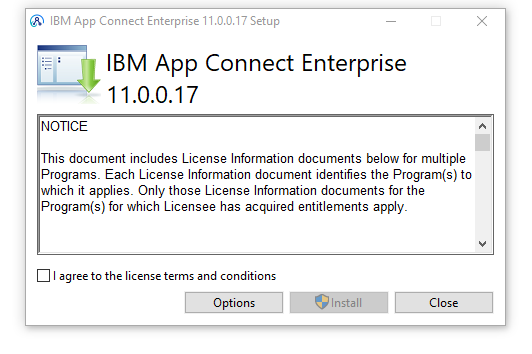 IBM App Connect Enterprise 11.0.0.17 Setup
IBM App Connect Enterprise
11.0.0.17
NOTICE
This document includes License Information documents below for multiple
Programs. Each License Information document identifies the Program(s) to
which it applies. Only those License Information documents for the
Program(s) for which Licensee has acquired entitlements apply.
I agree to the license terms and conditions
Options
Install
Close